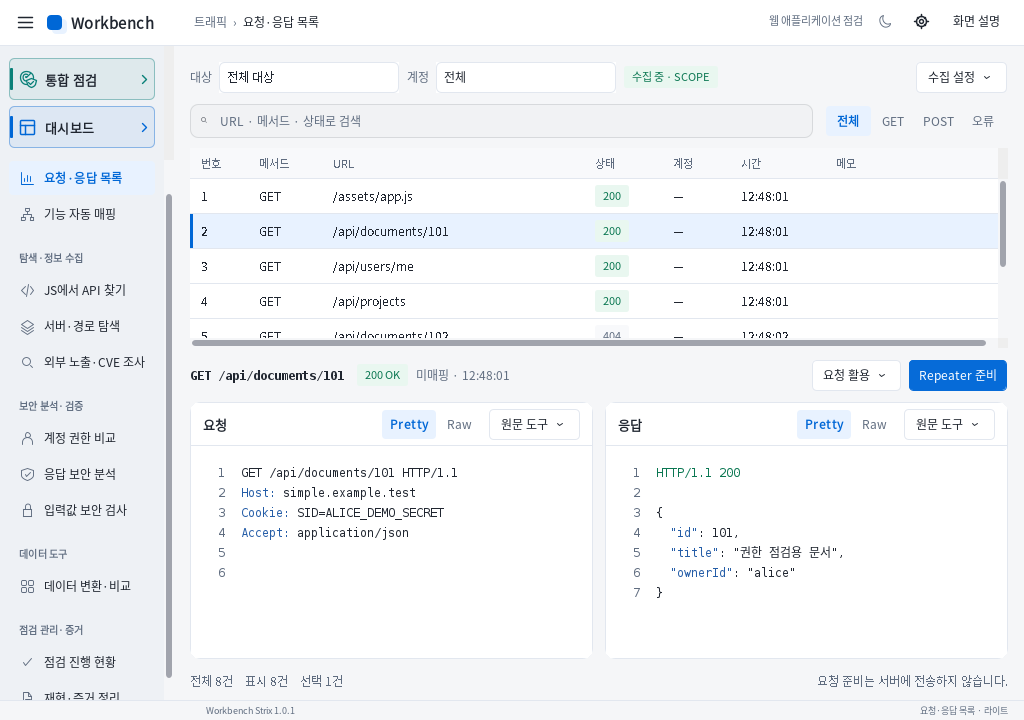 Workbench
트래픽 › 요청·응답 목록
웹 애플리케이션 점검
화면 설명
통합 점검
대시보드
요청·응답 목록
기능 자동 매핑
탐색·정보 수집
JS에서 API 찾기
서버·경로 탐색
외부 노출·CVE 조사
보안 분석·검증
계정 권한 비교
응답 보안 분석
입력값 보안 검사
데이터 도구
데이터 변환·비교
점검 관리·증거
점검 진행 현황
재현·증거 정리
대상 전체 대상 계정 전체 수집 중 · SCOPE 수집 설정
URL · 메서드 · 상태로 검색 전체 GET POST 오류
번호 메서드 URL 상태 계정 시간 메모
1 GET /assets/app.js 200 — 12:48:01
2 GET /api/documents/101 200 — 12:48:01
3 GET /api/users/me 200 — 12:48:01
4 GET /api/projects 200 — 12:48:01
5 GET /api/documents/102 404 — 12:48:02
GET /api/documents/101 200 OK 미매핑 · 12:48:01 요청 활용 Repeater 준비
요청 Pretty Raw 원문 도구
1 GET /api/documents/101 HTTP/1.1
2 Host: simple.example.test
3 Cookie: SID=ALICE_DEMO_SECRET
4 Accept: application/json
5
6
응답 Pretty Raw 원문 도구
1 HTTP/1.1 200
2
3 {
4 "id": 101,
5 "title": "권한 점검용 문서",
6 "ownerId": "alice"
7 }
전체 8건 표시 8건 선택 1건
요청 준비는 서버에 전송하지 않습니다.
Workbench Strix 1.0.1
요청·응답 목록 · 라이트